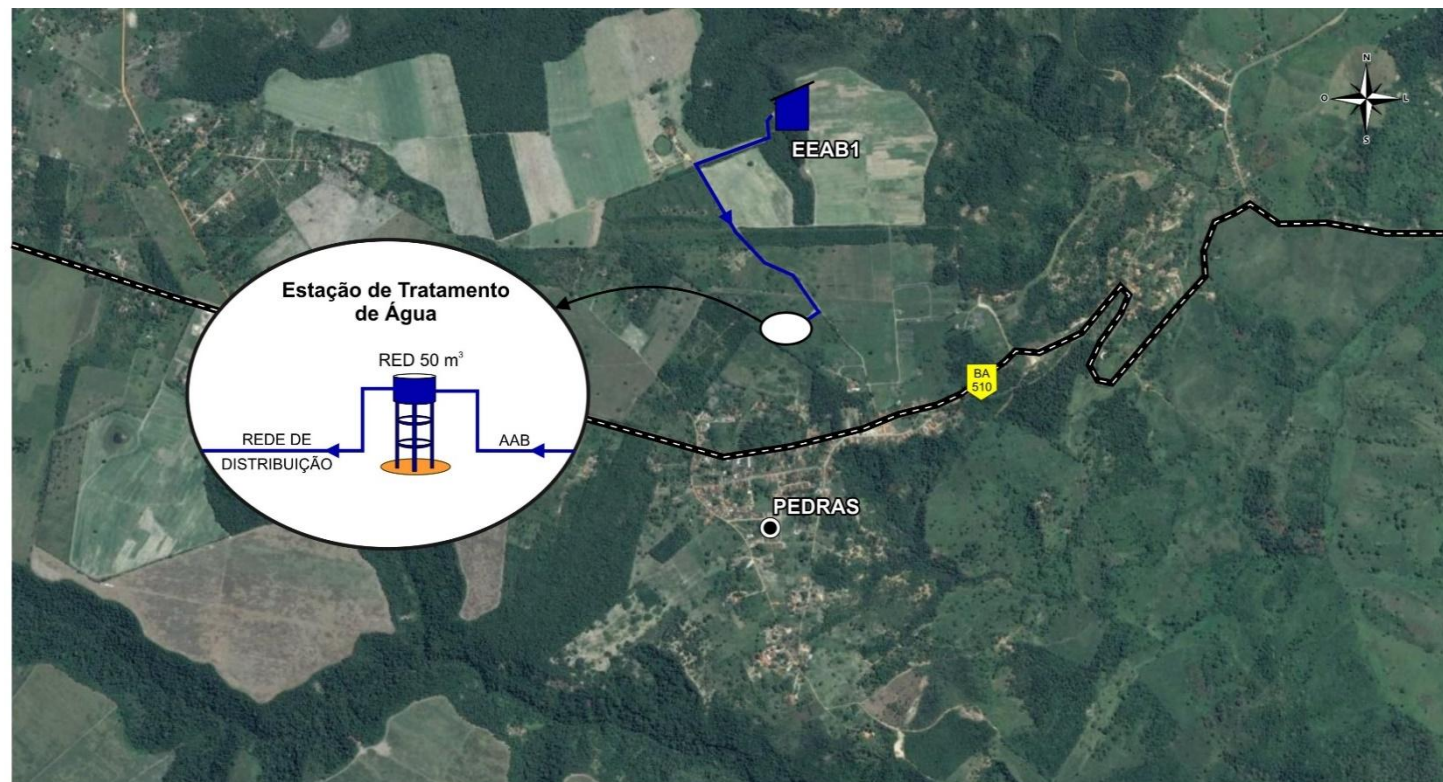 N
O
L
S
EEAB1
Estação de Tratamento
de Água
RED 50 m³
REDE DE
DISTRIBUIÇÃO
AAB
BA
510
PEDRAS